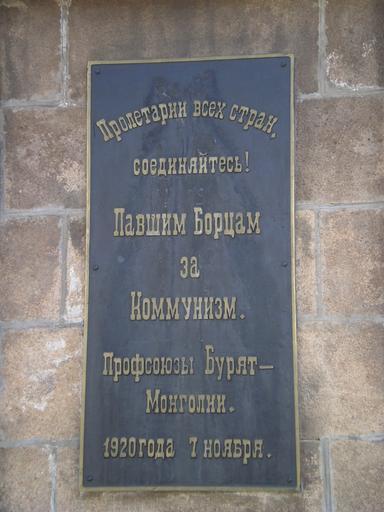 Пролетарии всех стран,
соединяйтесь!
Павшим Борцам
за
Коммунизм.
Профсоюзы Бурят—
Монголии.
1920 года 7 ноября.